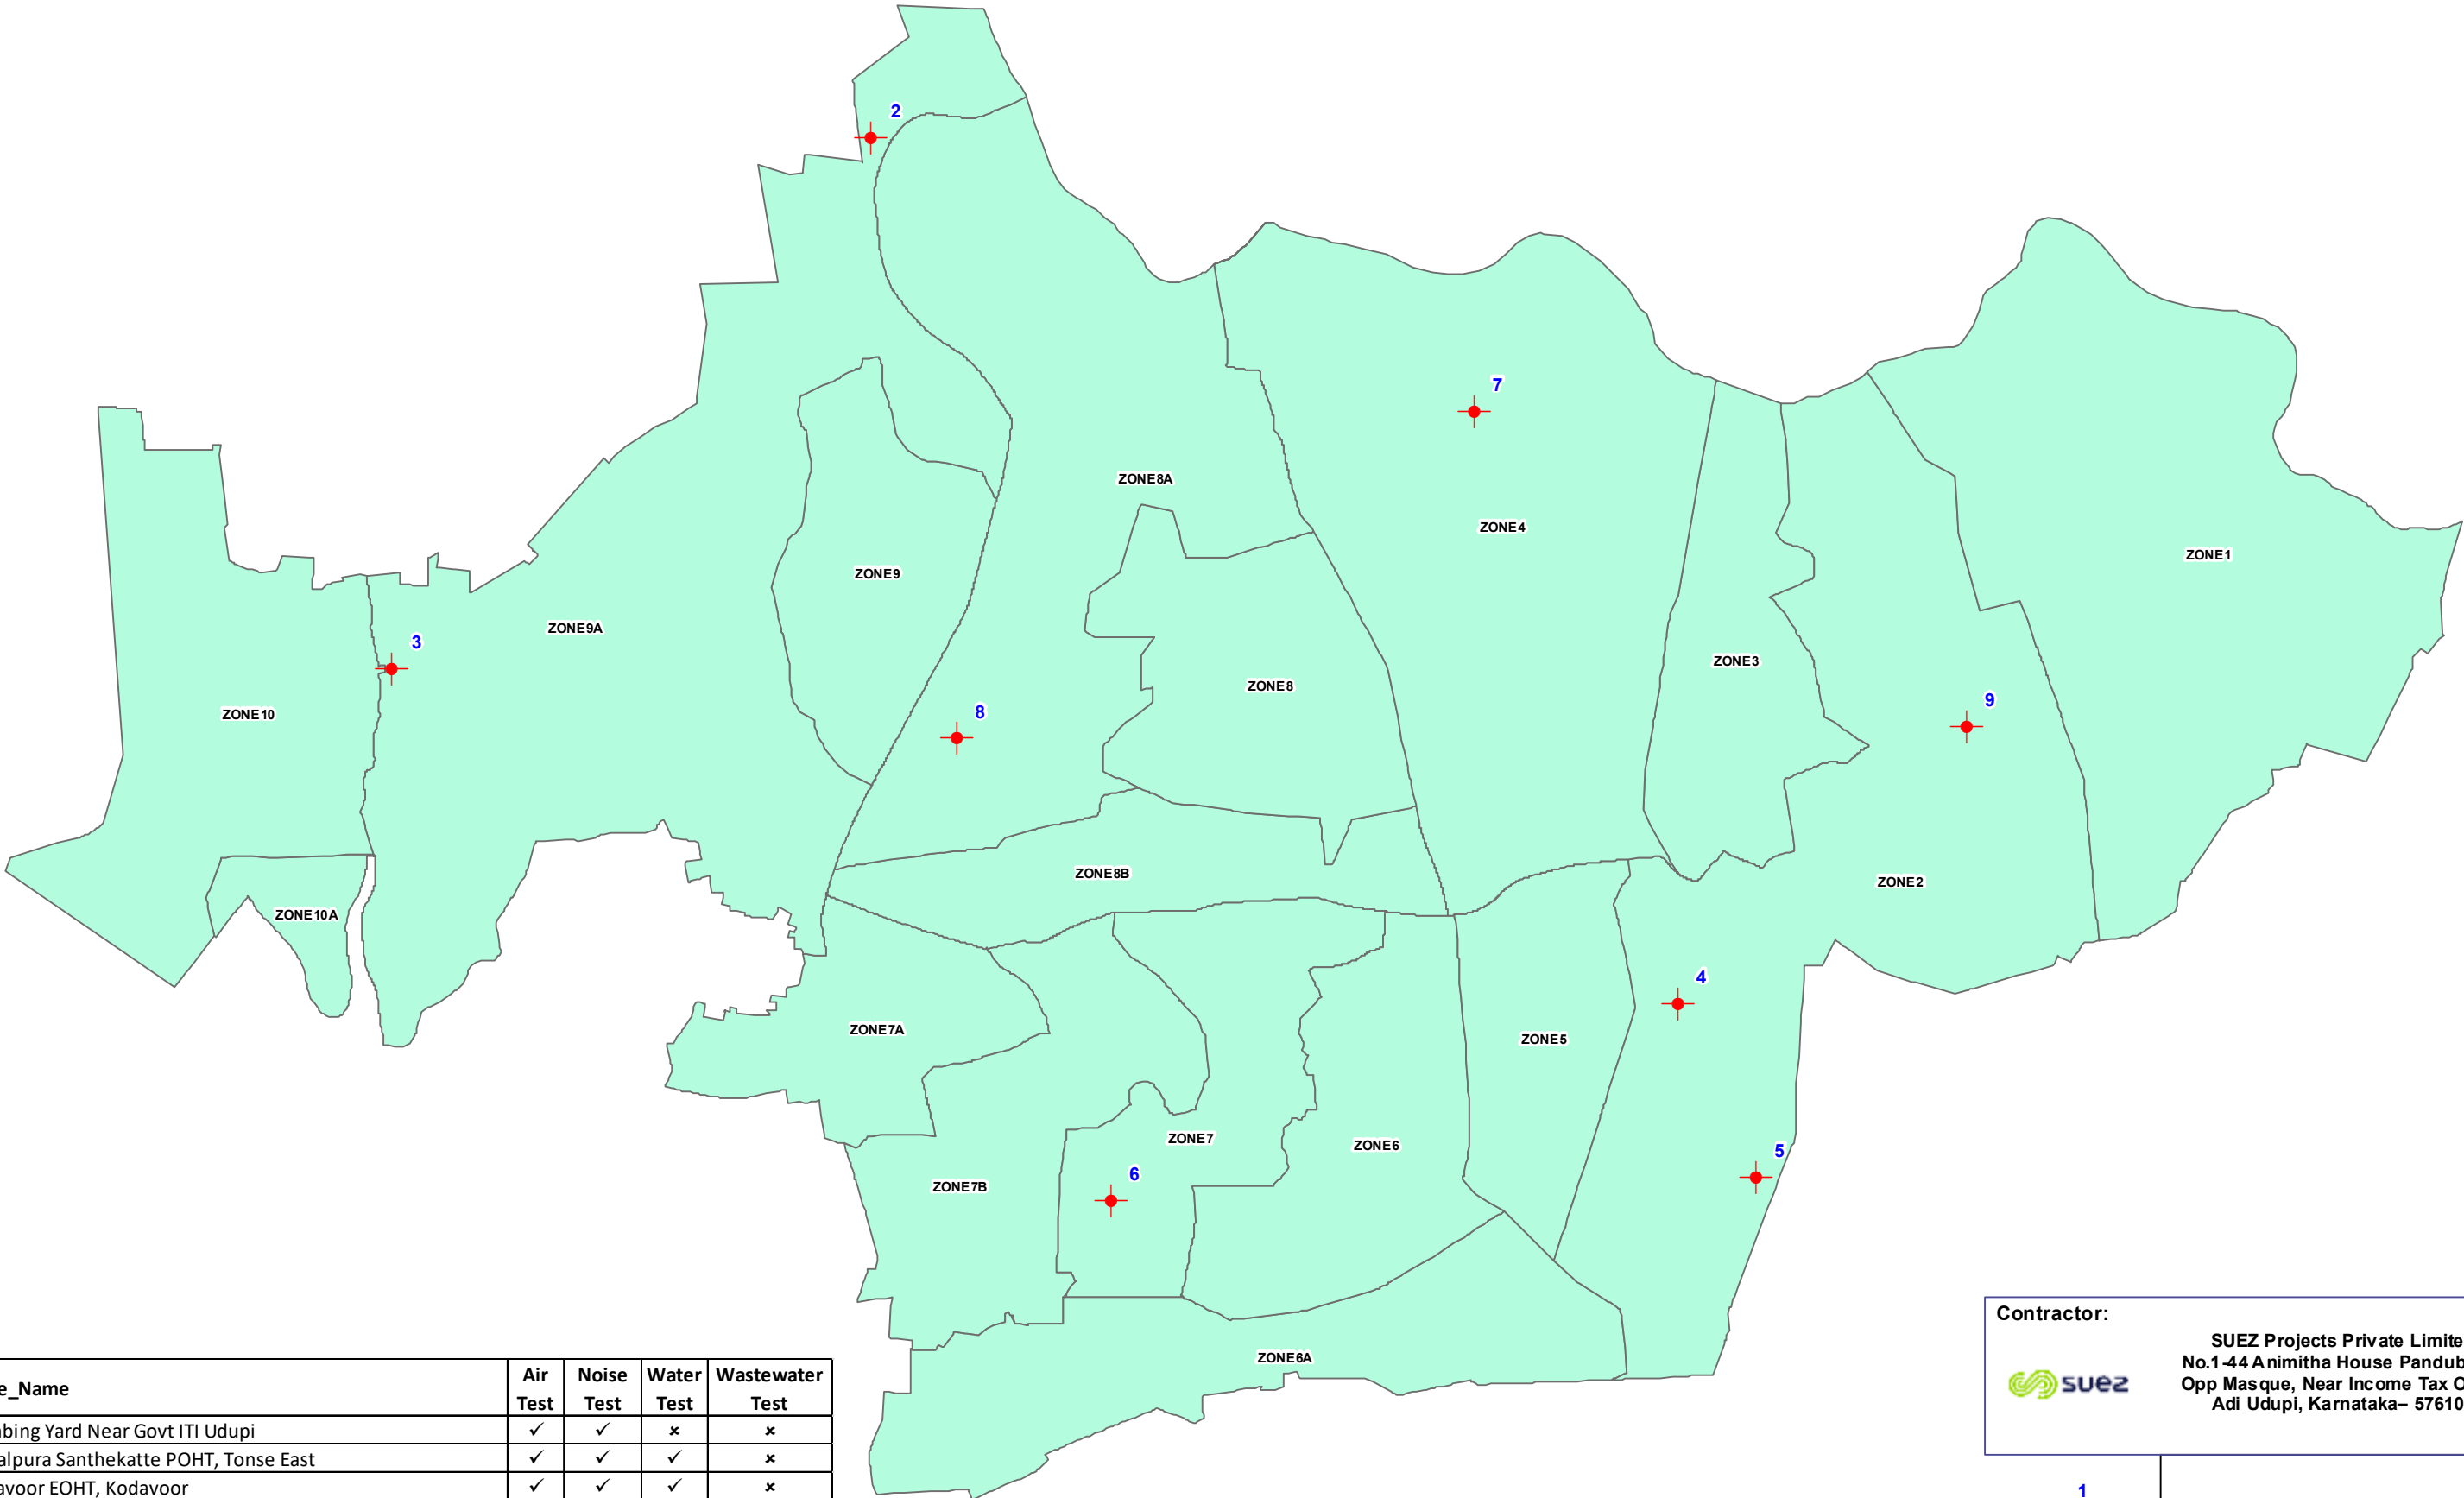 2
7
ZONE8A
ZONE4
ZONE1
ZONE9
ZONE9A
3
ZONE3
ZONE8
9
ZONE10
8
ZONE8B
ZONE2
ZONE10A
4
ZONE7A
ZONE5
ZONE7
ZONE6
5
6
ZONE7B
ZONE6A
Contractor:
SUEZ Projects Private Limite
No.1-44 Animitha House Pandub
Opp Masque, Near Income Tax O
Adi Udupi, Karnataka– 57610
suez
1
e_Name Air Test Noise Test Water Test Wastewater Test
bing Yard Near Govt ITI Udupi ✓ ✓ × ×
alpura Santhekatte POHT, Tonse East ✓ ✓ ✓ ×
avoor EOHT, Kodavoor ✓ ✓ ✓ ×